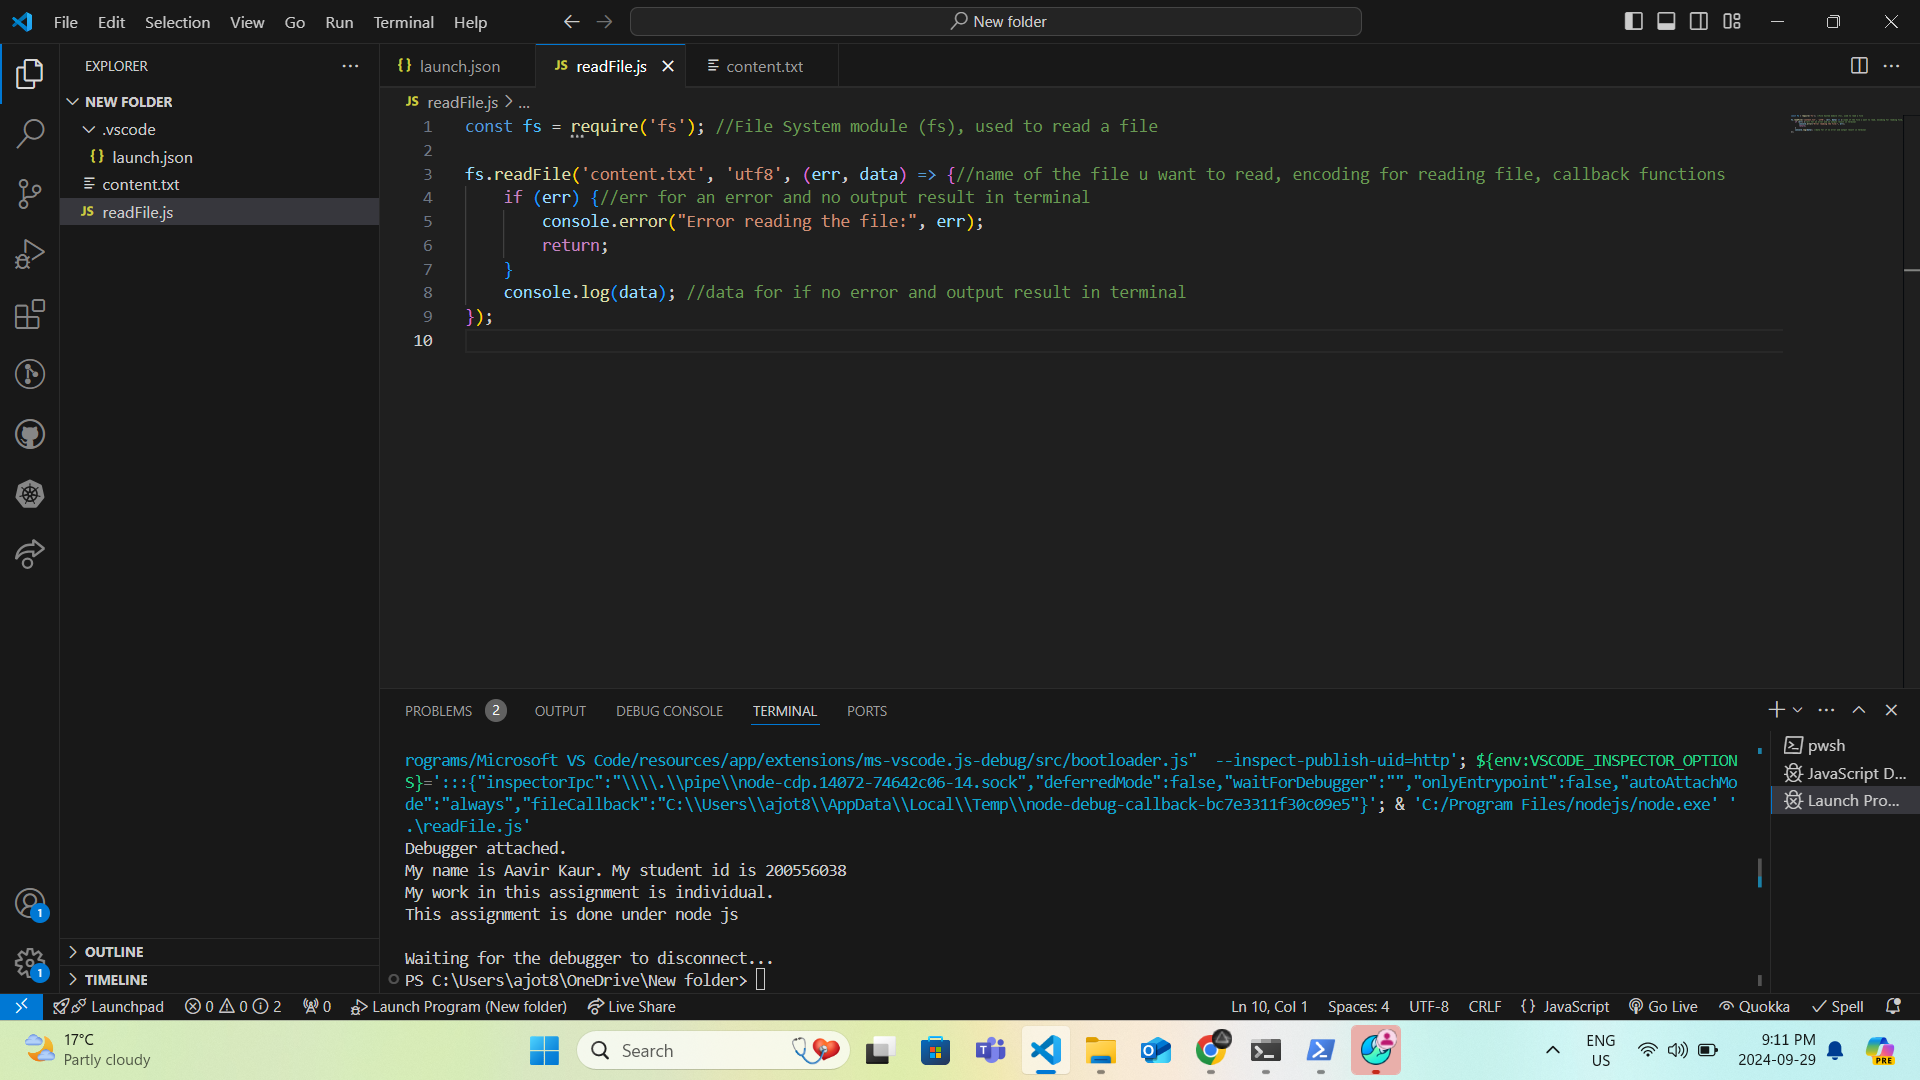 File Edit Selection View Go Run Terminal Help
New folder
EXPLORER
launch.json
JS readFile.js
content.txt
NEW FOLDER
.vscode
{} launch.json
content.txt
JS readFile.js
JS readFile.js > ...
1 const fs = require('fs'); //File System module (fs), used to read a file
2
3 fs.readFile('content.txt', 'utf8', (err, data) => {//name of the file u want to read, encoding for reading file, callback functions
4 if (err) {//err for an error and no output result in terminal
5 console.error("Error reading the file:", err);
6 return;
7 }
8 console.log(data); //data for if no error and output result in terminal
9 });
10
PROBLEMS 2 OUTPUT DEBUG CONSOLE TERMINAL PORTS
rograms/Microsoft VS Code/resources/app/extensions/ms-vscode.js-debug/src/bootloader.js"  --inspect-publish-uid=http'; ${env:VSCODE_INSPECTOR_OPTION
S}=':::{"inspectorIpc":"\\\\.\\pipe\\node-cdp.14072-74642c06-14.sock","deferredMode":false,"waitForDebugger":"","onlyEntrypoint":false,"autoAttachMo
de":"always","fileCallback":"C:\\Users\\ajot8\\AppData\\Local\\Temp\\node-debug-callback-bc7e3311f30c09e5"}'; & 'C:/Program Files/nodejs/node.exe' '
.\readFile.js'
Debugger attached.
My name is Aavir Kaur. My student id is 200556038
My work in this assignment is individual.
This assignment is done under node js
Waiting for the debugger to disconnect...
PS C:\Users\ajot8\OneDrive\New folder>
pwsh
JavaScript D...
Launch Pro...
1
1
OUTLINE
TIMELINE
Launchpad 0 0 2 0 Launch Program (New folder) Live Share Ln 10, Col 1 Spaces: 4 UTF-8 CRLF {} JavaScript Go Live Quokka Spell
17°C
Partly cloudy
Search
ENG
US
9:11 PM
2024-09-29
PRE